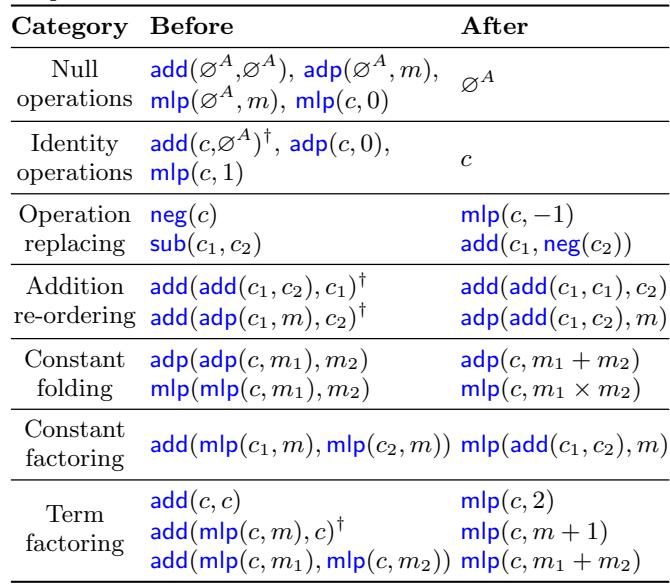 Category Before After
Null operations
add(∅^A,∅^A), adp(∅^A, m),
mlp(∅^A, m), mlp(c, 0)
∅^A
Identity operations
add(c,∅^A)†, adp(c, 0),
mlp(c, 1)
c
Operation replacing
neg(c) mlp(c, −1)
sub(c₁, c₂) add(c₁, neg(c₂))
Addition re-ordering
add(add(c₁, c₂), c₁)† add(add(c₁, c₁), c₂)
add(adp(c₁, m), c₂)† adp(add(c₁, c₂), m)
Constant folding
adp(adp(c, m₁), m₂) adp(c, m₁ + m₂)
mlp(mlp(c, m₁), m₂) mlp(c, m₁ × m₂)
Constant factoring
add(mlp(c₁, m), mlp(c₂, m)) mlp(add(c₁, c₂), m)
Term factoring
add(c, c) mlp(c, 2)
add(mlp(c, m), c)† mlp(c, m + 1)
add(mlp(c, m₁), mlp(c, m₂)) mlp(c, m₁ + m₂)